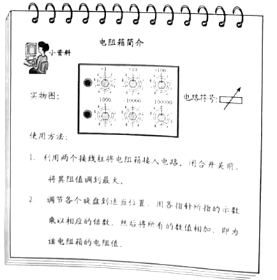 电阻箱简介
小资料
实物图：
电路符号：
使用方法：
1. 利用两个接线柱将电阻箱接入电路。闭合开关前，
将其阻值调到最大。
2. 调节各个旋盘到适当位置，用各指针所指的示数
乘以相应的倍数，然后将所有的数值相加，即为
该电阻箱的电阻值。